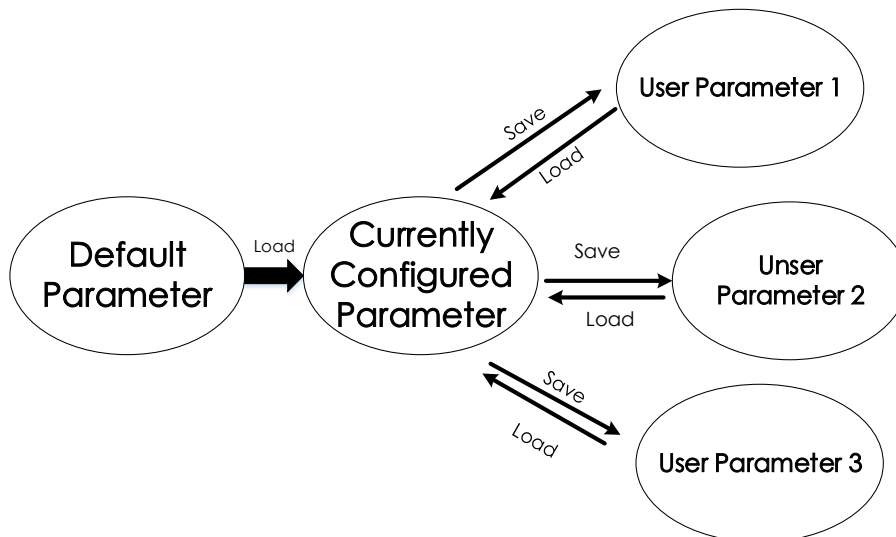 Default
Parameter
Load
Currently
Configured
Parameter
Save
Load
User Parameter 1
Save
Load
Unser
Parameter 2
Save
Load
User Parameter 3